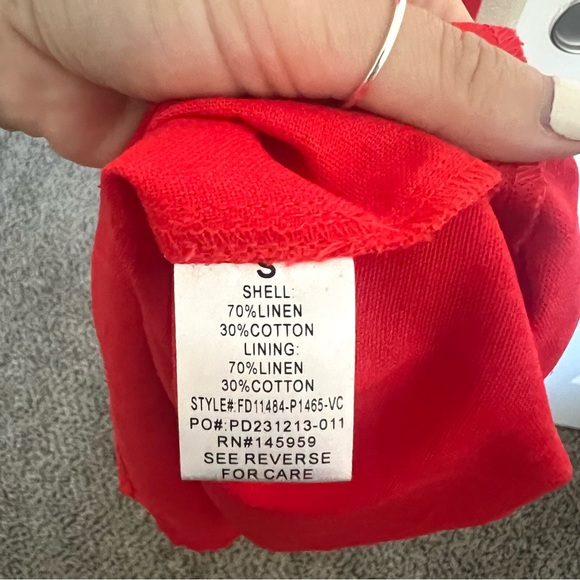 S
SHELL:
70%LINEN
30%COTTON
LINING:
70%LINEN
30%COTTON
STYLE#:FD11484-P1465-VC
PO#:PD231213-011
RN#145959
SEE REVERSE
FOR CARE